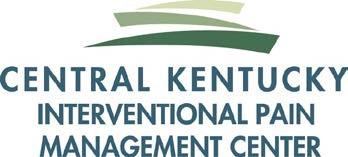 CENTRAL KENTUCKY
INTERVENTIONAL PAIN
MANAGEMENT CENTER